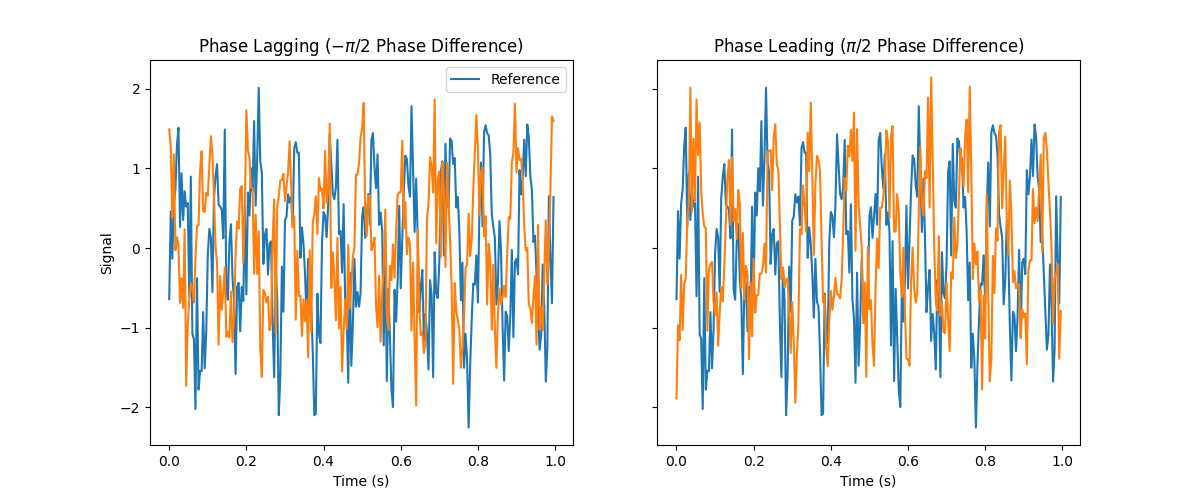 Phase Lagging (−π/2 Phase Difference)
Phase Leading (π/2 Phase Difference)
Reference
Signal
2
1
0
−1
−2
0.0 0.2 0.4 0.6 0.8 1.0
0.0 0.2 0.4 0.6 0.8 1.0
Time (s)
Time (s)